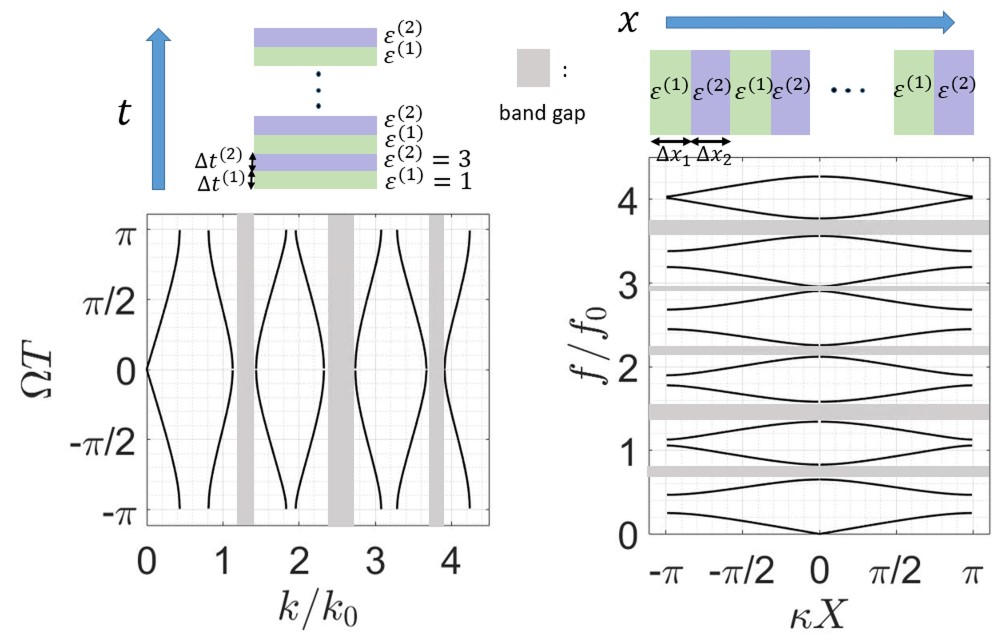 t
ε(2)
ε(1)
ε(2)
ε(1)
Δt(2)
ε(2) = 3
Δt(1)
ε(1) = 1
:
band gap
x
ε(1) ε(2) ε(1) ε(2) ε(1) ε(2)
Δx1 Δx2
ΩT
π
π/2
0
-π/2
-π
0 1 2 3 4
k/k0
f/f0
4
3
2
1
0
-π -π/2 0 π/2 π
κX